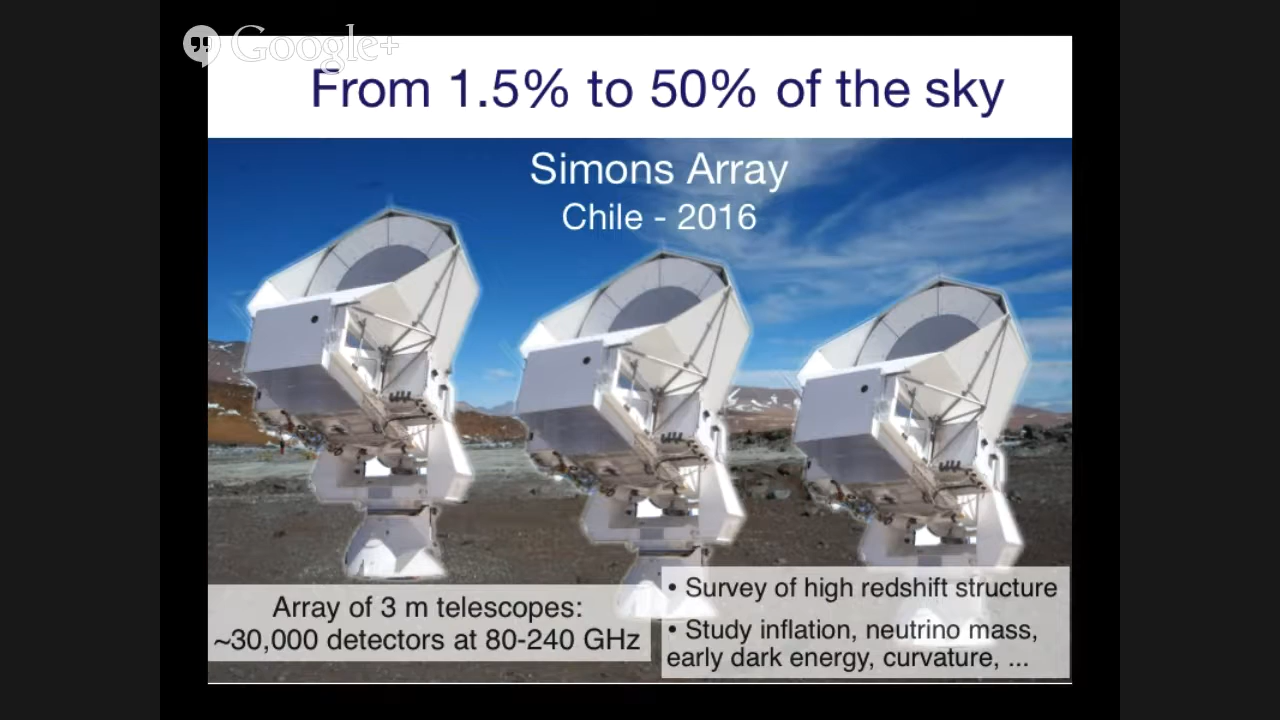 Google+
From 1.5% to 50% of the sky
Simons Array
Chile - 2016
Array of 3 m telescopes:
~30,000 detectors at 80-240 GHz
• Survey of high redshift structure
• Study inflation, neutrino mass,
early dark energy, curvature, ...